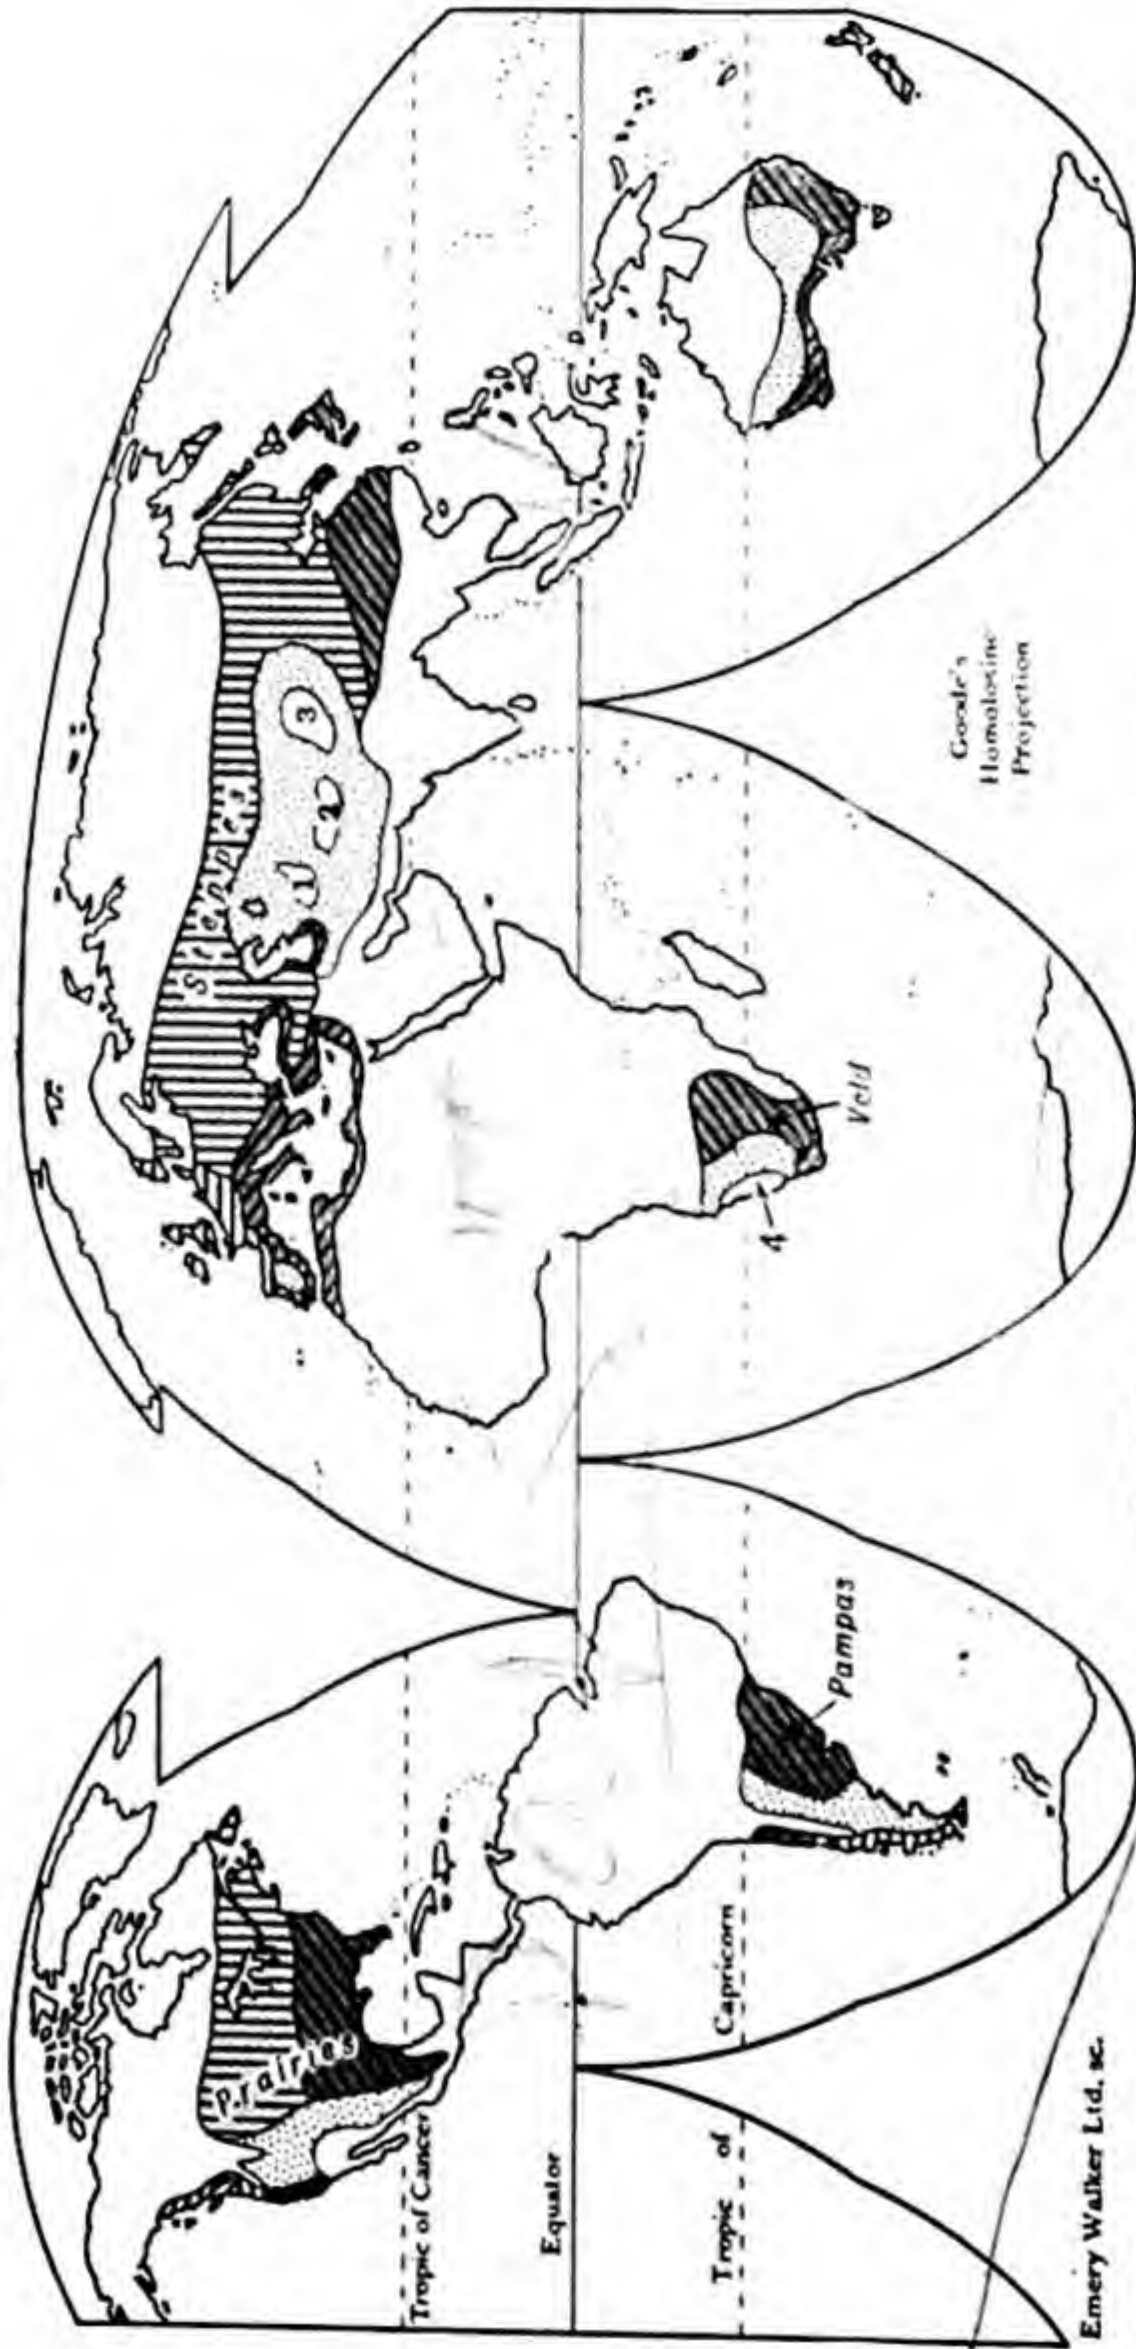 Prairies
Steppes
1
2
3
Tropic of Cancer
Equator
Tropic of Capricorn
Pampas
4
Veld
Goode's
Homolosine
Projection
Emery Walker Ltd. sc.